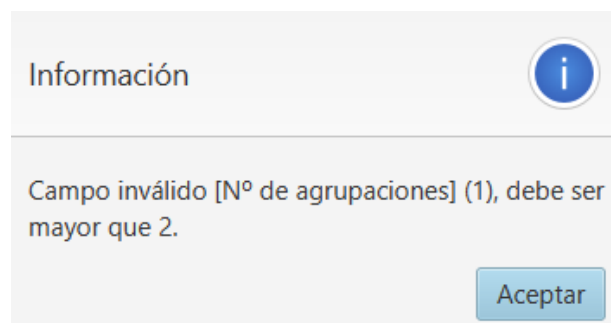 Información
i
Campo inválido [Nº de agrupaciones] (1), debe ser
mayor que 2.
Aceptar